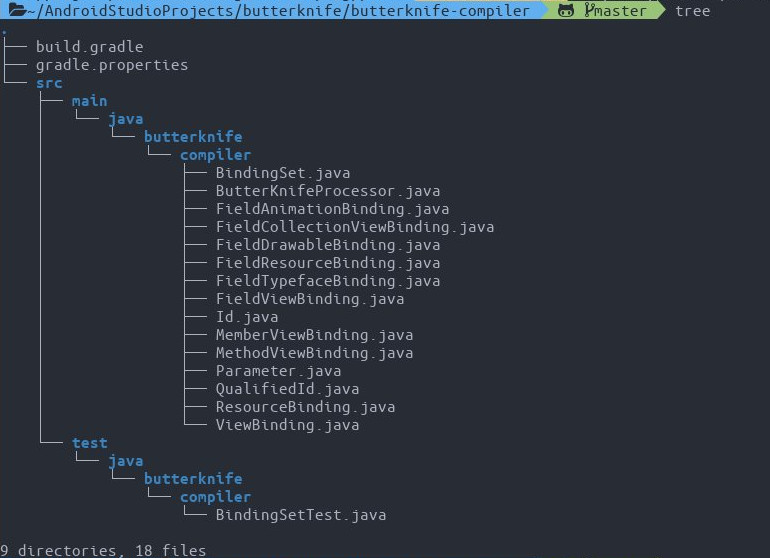 ~/AndroidStudioProjects/butterknife/butterknife-compiler master tree
.
├── build.gradle
├── gradle.properties
└── src
    ├── main
    │   └── java
    │       └── butterknife
    │           └── compiler
    │               ├── BindingSet.java
    │               ├── ButterKnifeProcessor.java
    │               ├── FieldAnimationBinding.java
    │               ├── FieldCollectionViewBinding.java
    │               ├── FieldDrawableBinding.java
    │               ├── FieldResourceBinding.java
    │               ├── FieldTypefaceBinding.java
    │               ├── FieldViewBinding.java
    │               ├── Id.java
    │               ├── MemberViewBinding.java
    │               ├── MethodViewBinding.java
    │               ├── Parameter.java
    │               ├── QualifiedId.java
    │               ├── ResourceBinding.java
    │               └── ViewBinding.java
    └── test
        └── java
            └── butterknife
                └── compiler
                    └── BindingSetTest.java
9 directories, 18 files